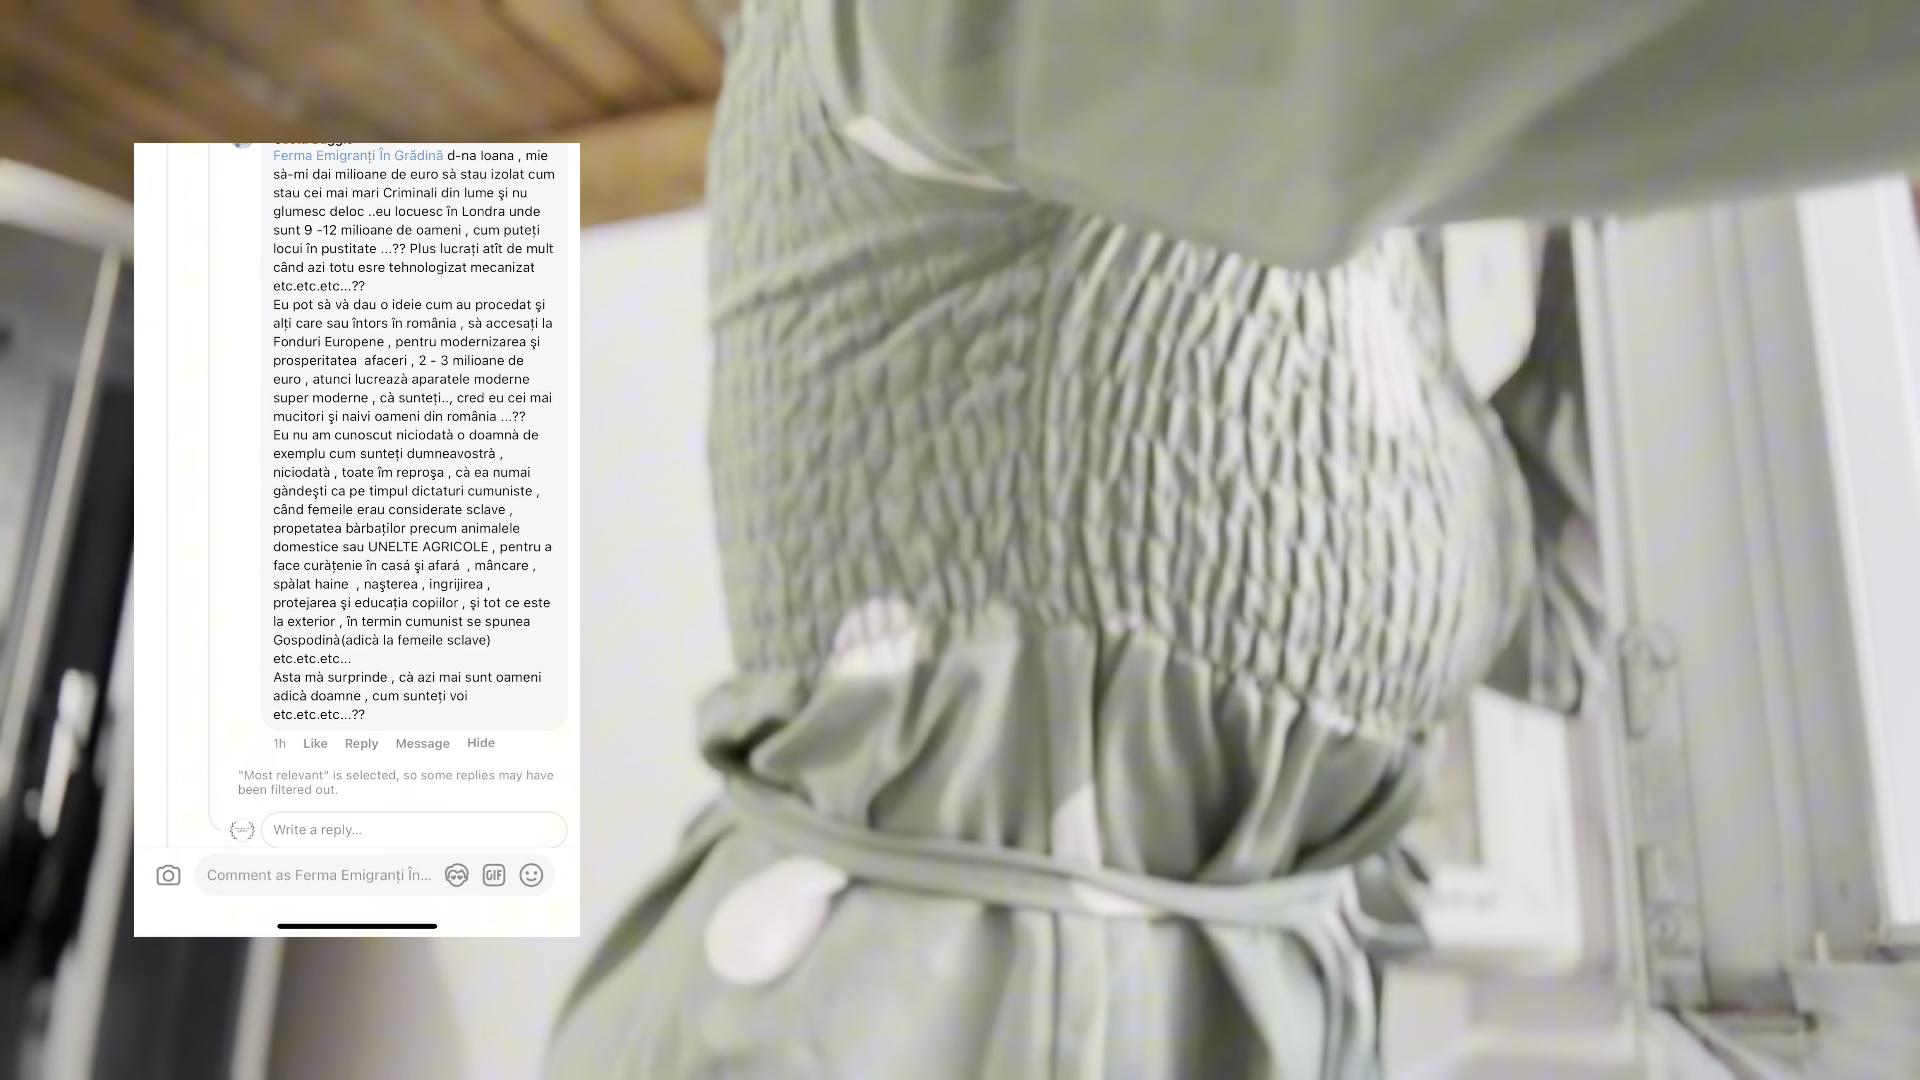 Ferma Emigranți În Grădină d-na Ioana , mie
sà-mi dai milioane de euro sà stau izolat cum
stau cei mai mari Criminali din lume şi nu
glumesc deloc ..eu locuesc în Londra unde
sunt 9 -12 milioane de oameni , cum puteți
locui în pustitate ...?? Plus lucrați atît de mult
când azi totu esre tehnologizat mecanizat
etc.etc.etc...??
Eu pot sà và dau o ideie cum au procedat şi
alți care sau întors în românia , sà accesați la
Fonduri Europene , pentru modernizarea şi
prosperitatea  afaceri , 2 - 3 milioane de
euro , atunci lucreazà aparatele moderne
super moderne , cà sunteți.., cred eu cei mai
mucitori şi naivi oameni din românia ...??
Eu nu am cunoscut niciodatà o doamnà de
exemplu cum sunteți dumneavostrà ,
niciodatà , toate îm reproşa , cà ea numai
gàndeşti ca pe timpul dictaturi cumuniste ,
când femeile erau considerate sclave ,
propetatea bàrbaților precum animalele
domestice sau UNELTE AGRICOLE , pentru a
face curàțenie în casá şi afará  , mâncare ,
spàlat haine  , naşterea , ingrijirea ,
protejarea şi educația copiilor , şi tot ce este
la exterior , în termin cumunist se spunea
Gospodinà(adicà la femeile sclave)
etc.etc.etc...
Asta mà surprinde , cà azi mai sunt oameni
adicà doamne , cum sunteți voi
etc.etc.etc...??
1h Like Reply Message Hide
"Most relevant" is selected, so some replies may have
been filtered out.
Write a reply...
Comment as Ferma Emigranți În...
GIF